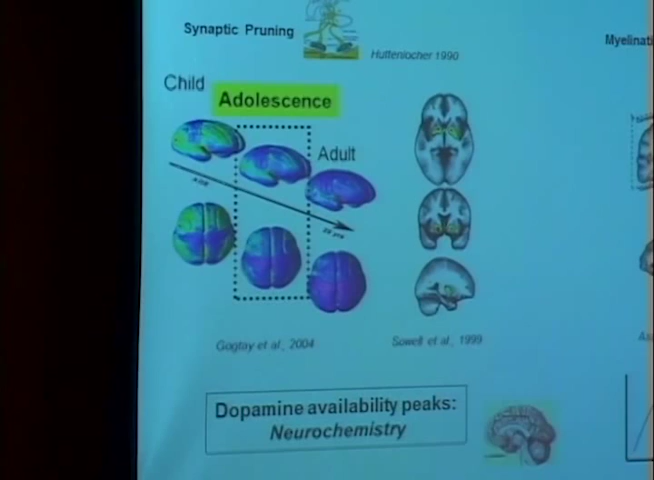 Synaptic Pruning
Huttenlocher 1990
Child
Adolescence
Adult
Gogtay et al., 2004
Sowell et al., 1999
Dopamine availability peaks:
Neurochemistry